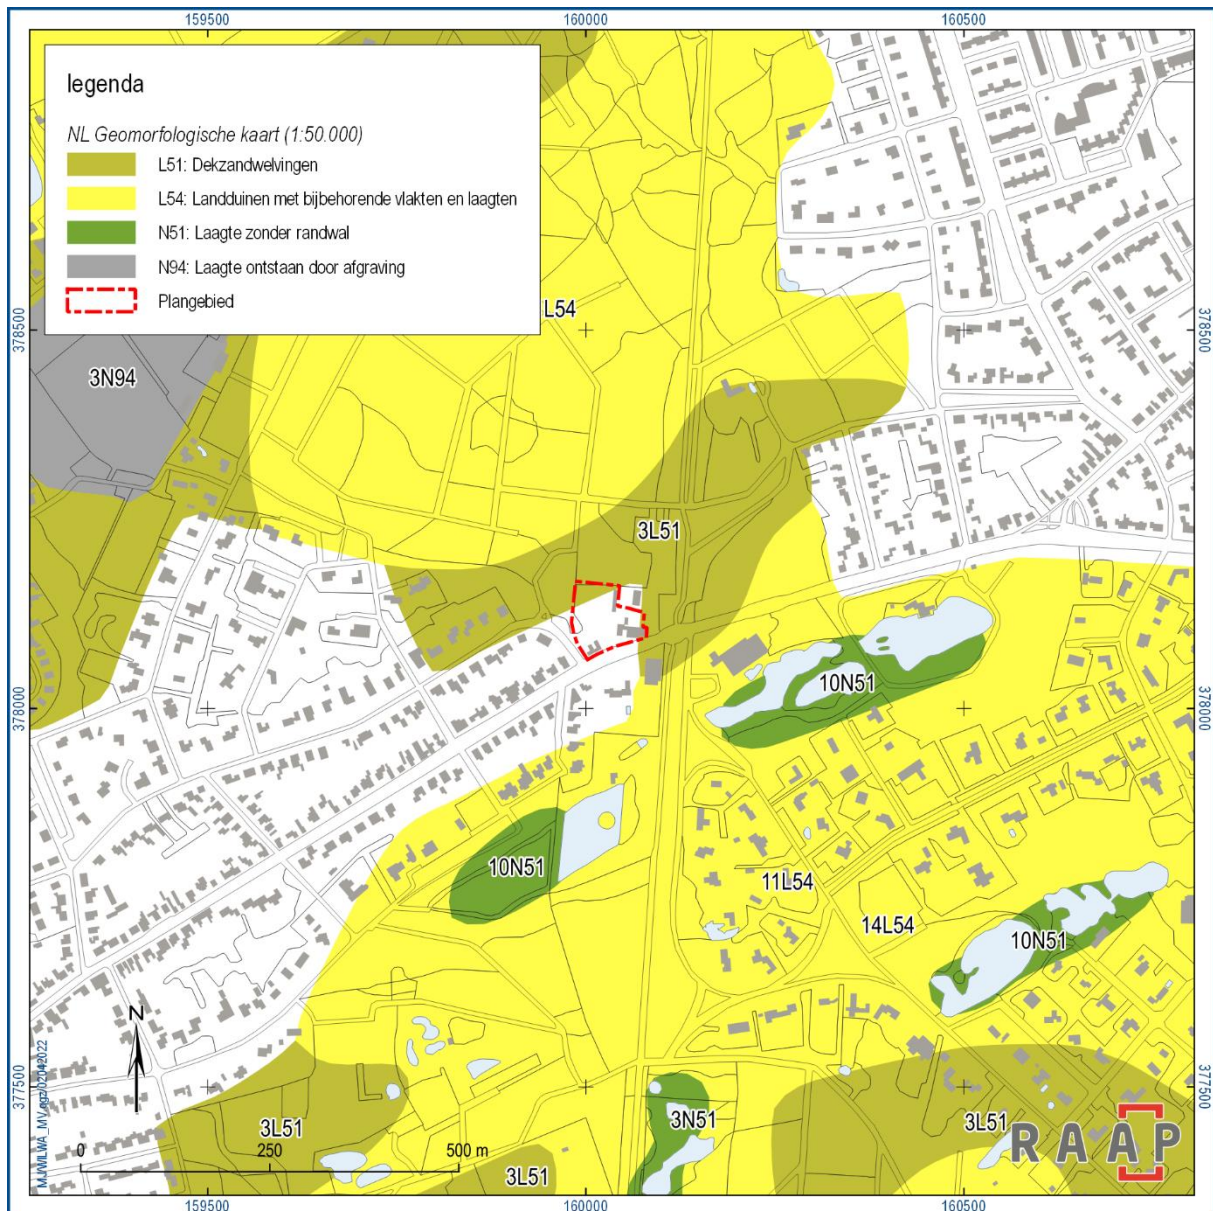 159500
160000
160500
legenda
NL Geomorfologische kaart (1:50.000)
L51: Dekzandwelvingen
L54: Landduinen met bijbehorende vlakten en laagten
N51: Laagte zonder randwal
N94: Laagte ontstaan door afgraving
Plangebied
L54
378500
378500
3N94
3L51
10N51
378000
378000
10N51
11L54
14L54
10N51
N
377500
377500
3L51
3N51
3L51
3L51
0
250
500 m
RAAP
159500
160000
160500